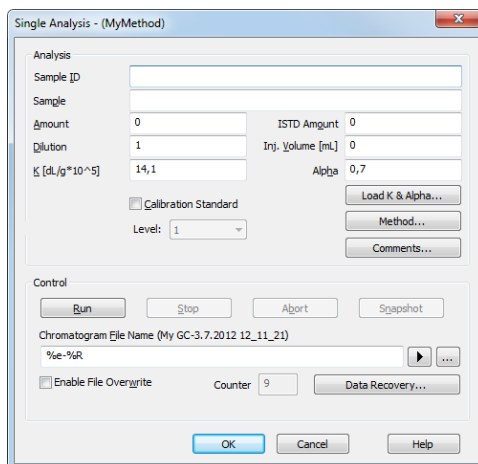 Single Analysis - (MyMethod)
Analysis
Sample ID
Sample
Amount 0 ISTD Amount 0
Dilution 1 Inj. Volume [mL] 0
K [dL/g*10^5] 14,1 Alpha 0,7
Calibration Standard Load K & Alpha...
Level: 1 Method...
Comments...
Control
Run Stop Abort Snapshot
Chromatogram File Name (My GC-3.7.2012 12_11_21)
%e-%R ...
Enable File Overwrite Counter 9 Data Recovery...
OK Cancel Help